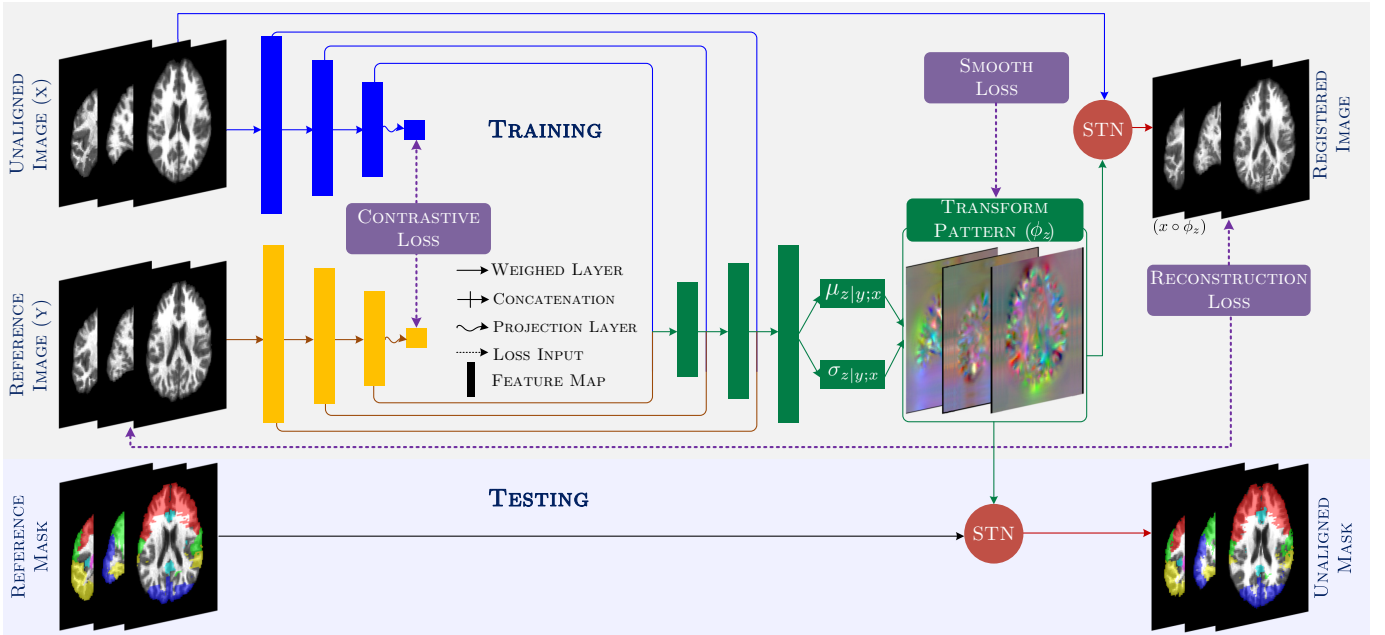 Unaligned
Image (x)
Training
Contrastive
Loss
Smooth
Loss
STN
Registered
Image
(x ∘ ϕz)
Transform
Pattern (ϕz)
Reference
Image (y)
Weighed Layer
Concatenation
Projection Layer
Loss Input
Feature Map
μz|y;x
σz|y;x
Reconstruction
Loss
Testing
Reference
Mask
STN
Unaligned
Mask